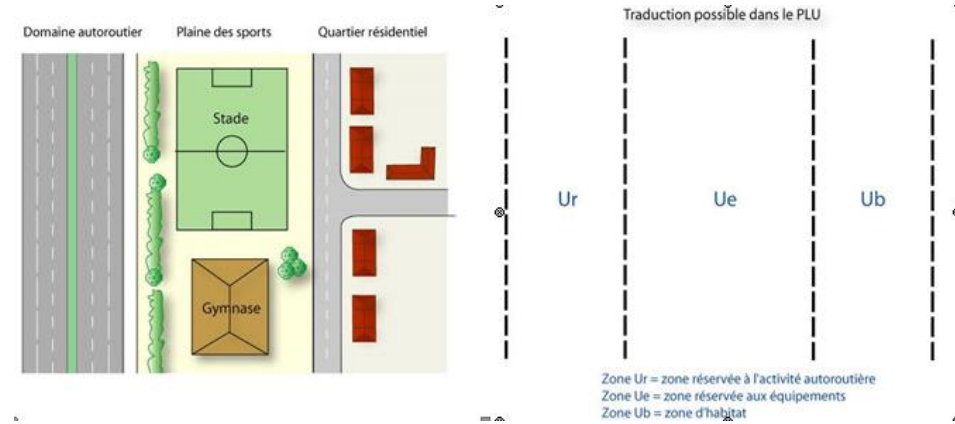 Domaine autoroutier
Plaine des sports
Quartier résidentiel
Stade
Gymnase
Traduction possible dans le PLU
Ur
Ue
Ub
Zone Ur = zone réservée à l'activité autoroutière
Zone Ue = zone réservée aux équipements
Zone Ub = zone d'habitat